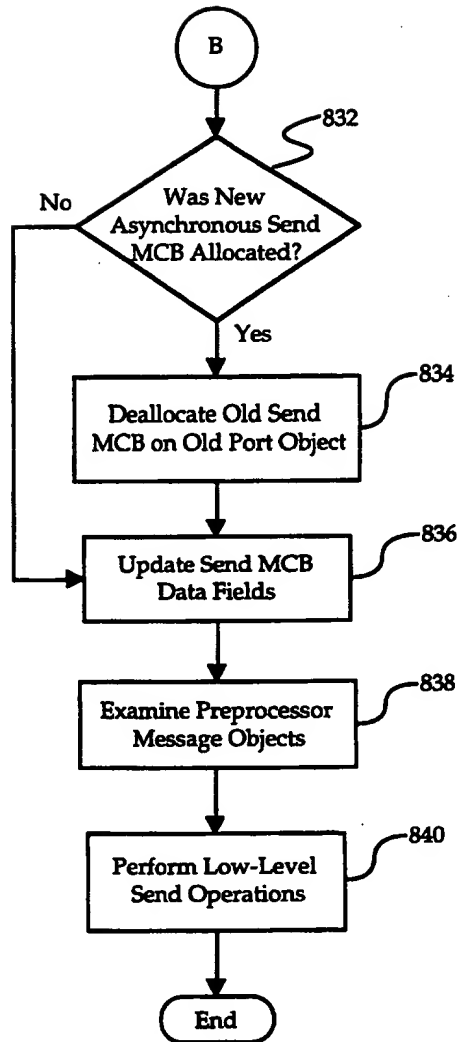 B
832
Was New
Asynchronous Send
MCB Allocated?
No
Yes
834
Deallocate Old Send
MCB on Old Port Object
836
Update Send MCB
Data Fields
838
Examine Preprocessor
Message Objects
840
Perform Low-Level
Send Operations
End